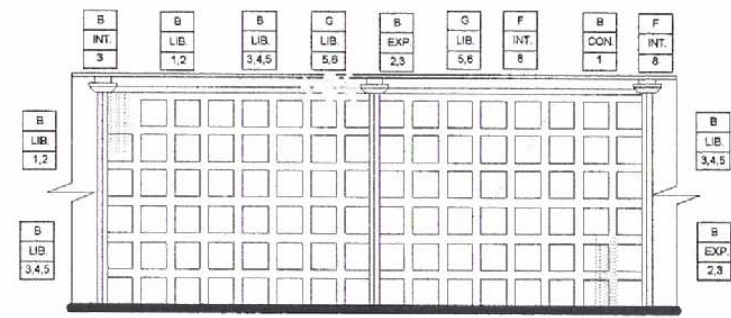 B
INT.
3
B
LIB.
1,2
B
LIB.
3,4,5
G
LIB.
5,6
B
EXP.
2,3
G
LIB.
5,6
F
INT.
8
B
CON.
1
F
INT.
8
B
LIB.
1,2
B
LIB.
3,4,5
B
LIB.
3,4,5
B
EXP.
2,3